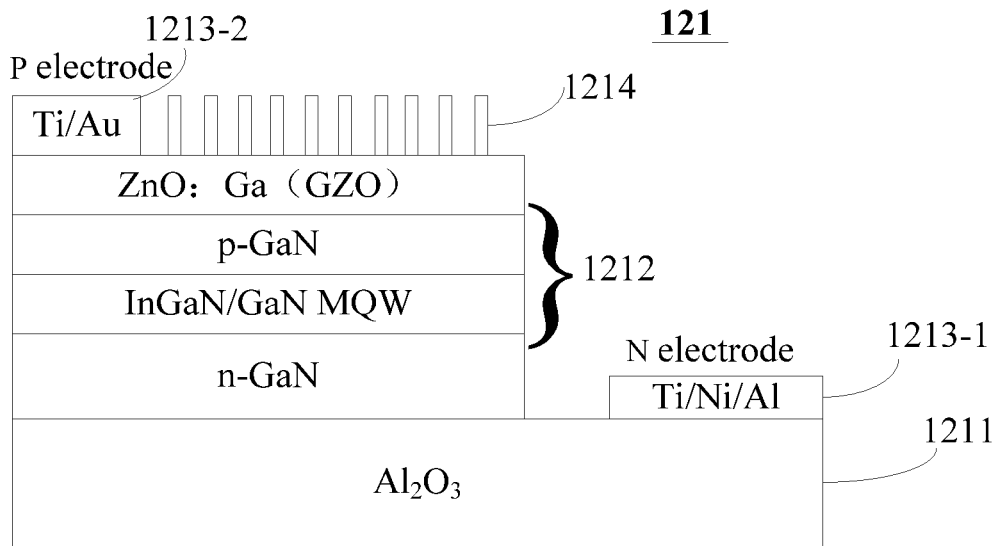 1213-2
121
P electrode
1214
Ti/Au
ZnO：Ga（GZO）
p-GaN
1212
InGaN/GaN MQW
N electrode
1213-1
n-GaN
Ti/Ni/Al
1211
Al₂O₃